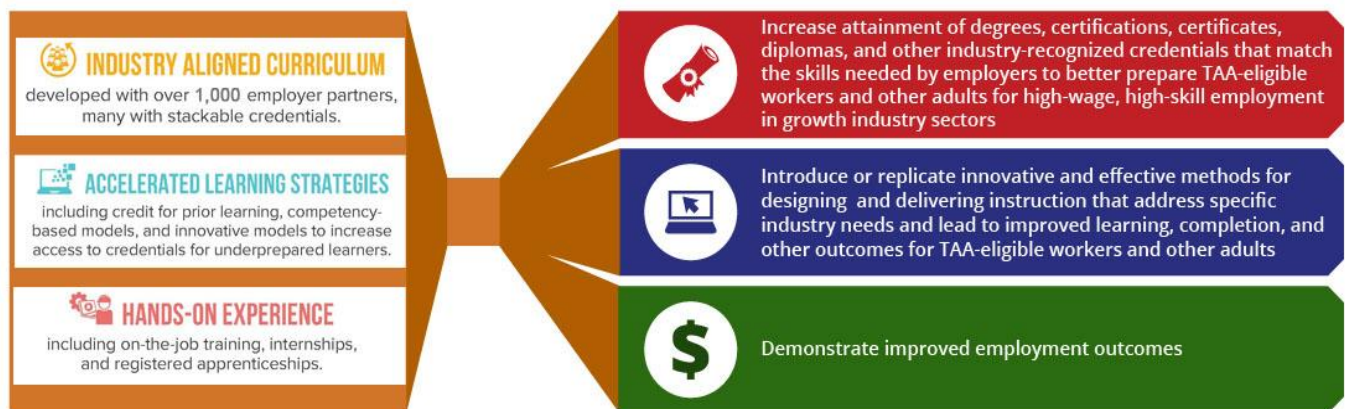 INDUSTRY ALIGNED CURRICULUM
developed with over 1,000 employer partners,
many with stackable credentials.
ACCELERATED LEARNING STRATEGIES
including credit for prior learning, competency-
based models, and innovative models to increase
access to credentials for underprepared learners.
HANDS-ON EXPERIENCE
including on-the-job training, internships,
and registered apprenticeships.
Increase attainment of degrees, certifications, certificates,
diplomas, and other industry-recognized credentials that match
the skills needed by employers to better prepare TAA-eligible
workers and other adults for high-wage, high-skill employment
in growth industry sectors
Introduce or replicate innovative and effective methods for
designing and delivering instruction that address specific
industry needs and lead to improved learning, completion, and
other outcomes for TAA-eligible workers and other adults
$
Demonstrate improved employment outcomes